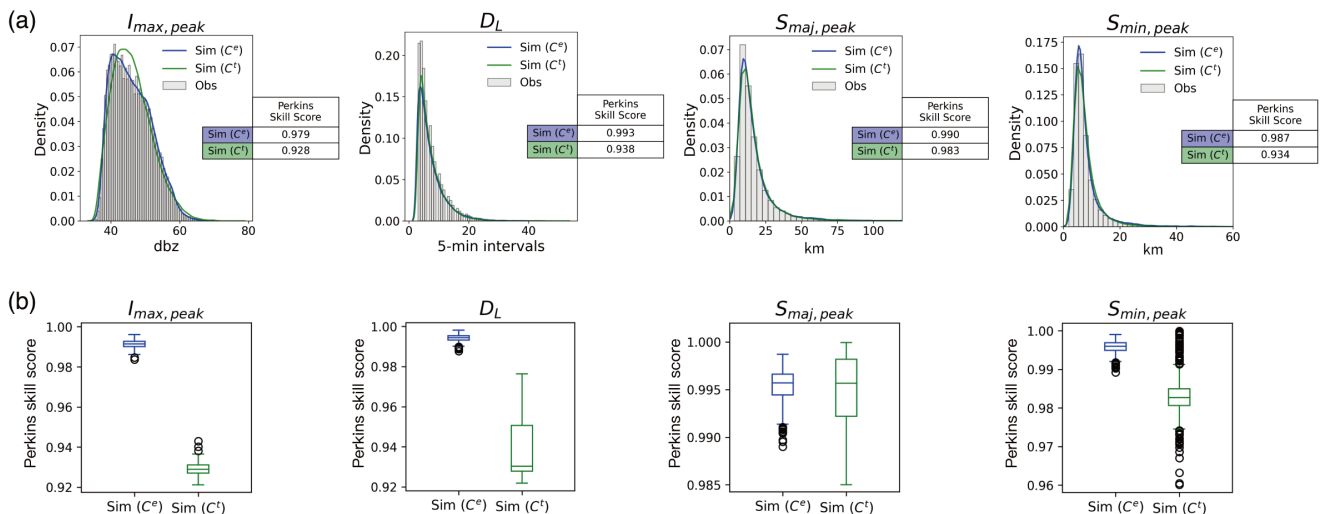 (a)
I_max, peak
D_L
S_maj, peak
S_min, peak
Density
0.07
0.06
0.05
0.04
0.03
0.02
0.01
0.00
40
60
80
dbz
Sim (C^e)
Sim (C^t)
Obs
Perkins
Skill Score
Sim (C^e) 0.979
Sim (C^t) 0.928
Density
0.20
0.15
0.10
0.05
0.00
0
20
40
5-min intervals
Sim (C^e)
Sim (C^t)
Obs
Perkins
Skill Score
Sim (C^e) 0.993
Sim (C^t) 0.938
Density
0.07
0.06
0.05
0.04
0.03
0.02
0.01
0.00
0
25
50
75
100
km
Sim (C^e)
Sim (C^t)
Obs
Perkins
Skill Score
Sim (C^e) 0.990
Sim (C^t) 0.983
Density
0.175
0.150
0.125
0.100
0.075
0.050
0.025
0.000
0
20
40
60
km
Sim (C^e)
Sim (C^t)
Obs
Perkins
Skill Score
Sim (C^e) 0.987
Sim (C^t) 0.934
(b)
I_max, peak
D_L
S_maj, peak
S_min, peak
Perkins skill score
1.00
0.98
0.96
0.94
0.92
Sim (C^e) Sim (C^t)
Perkins skill score
1.00
0.98
0.96
0.94
0.92
Sim (C^e) Sim (C^t)
Perkins skill score
1.000
0.995
0.990
0.985
Sim (C^e) Sim (C^t)
Perkins skill score
1.00
0.99
0.98
0.97
0.96
Sim (C^e) Sim (C^t)